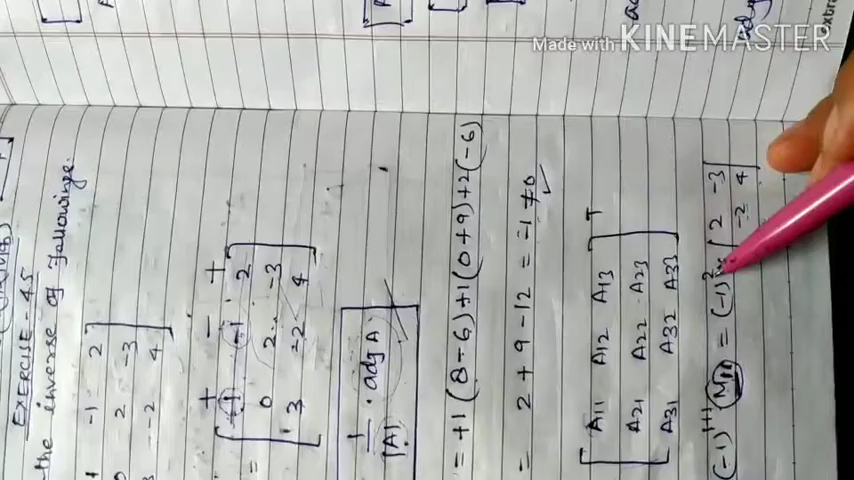 Made with KINEMASTER
extra
EXERCISE-4.5
the inverse of following:
-1 2
2 -3
-2 4
+ - +
= [ 1 -1 2
0 2 -3
3 -2 4 ]
1/|A| . adj A
= +1(8-6)+1(0+9)+2(-6)
= 2+9-12 = -1 ≠0 ✓
[ A11 A12 A13
A21 A22 A23
A31 A32 A33 ]T
(-1)1+1 M11 = (-1)2 [ 2 -3
-2 4